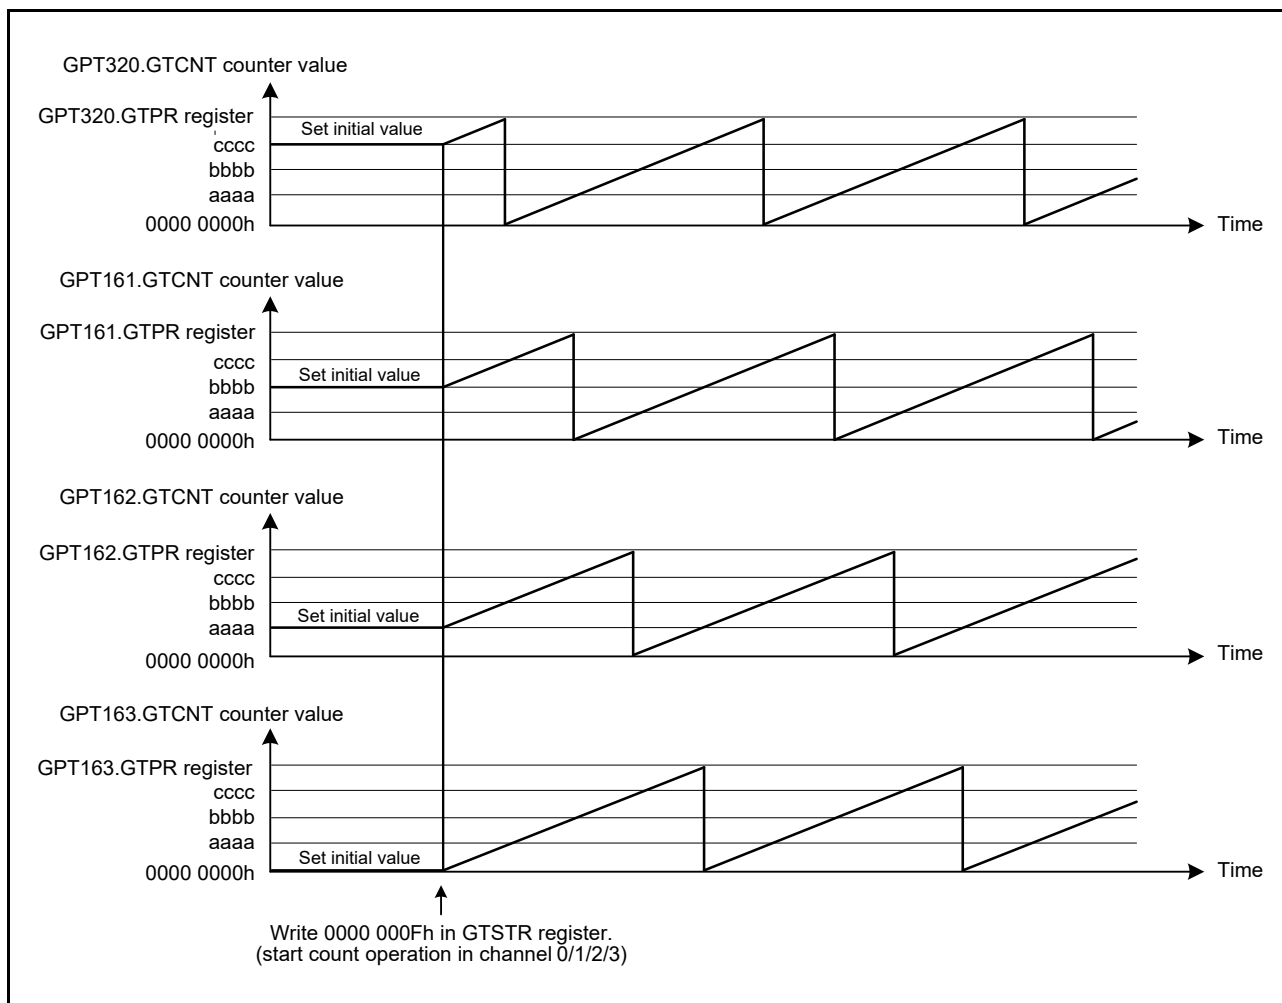 GPT320.GTCNT counter value
GPT320.GTPR register
Set initial value
cccc
bbbb
aaaa
0000 0000h
Time
GPT161.GTCNT counter value
GPT161.GTPR register
cccc
Set initial value
bbbb
aaaa
0000 0000h
Time
GPT162.GTCNT counter value
GPT162.GTPR register
cccc
bbbb
Set initial value
aaaa
0000 0000h
Time
GPT163.GTCNT counter value
GPT163.GTPR register
cccc
bbbb
aaaa
Set initial value
0000 0000h
Time
Write 0000 000Fh in GTSTR register.
(start count operation in channel 0/1/2/3)